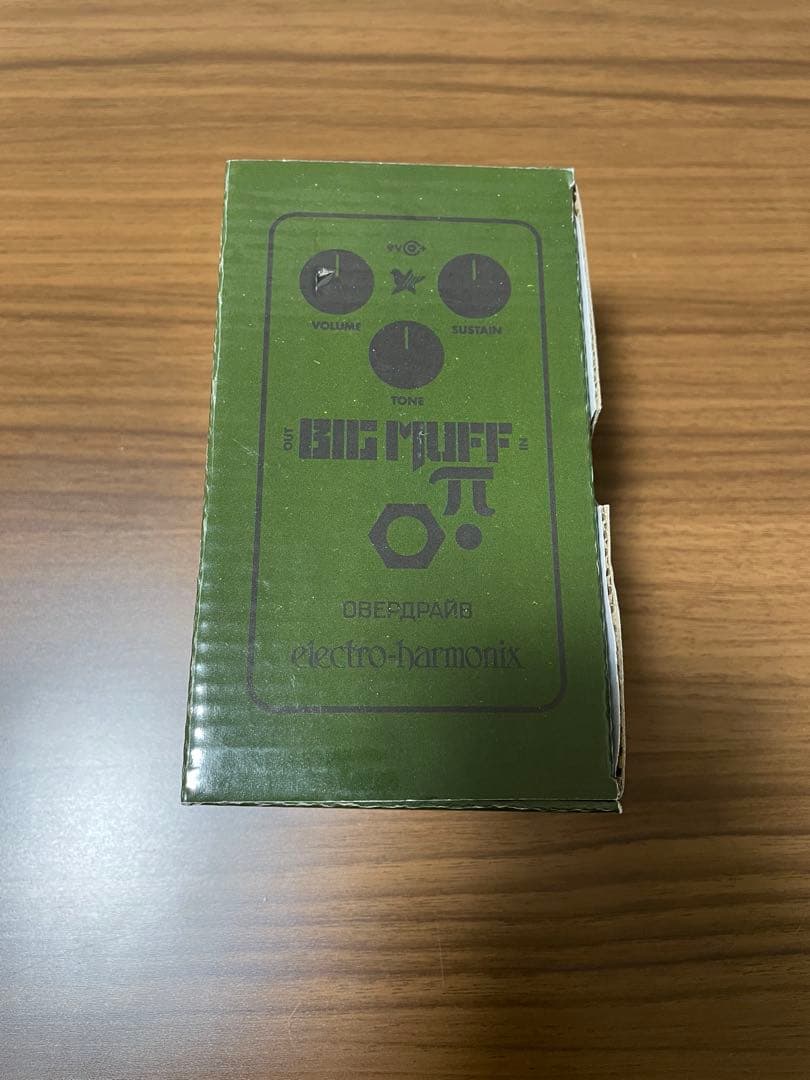 9V
VOLUME
SUSTAIN
TONE
OUT
BIG MUFF
IN
π
ОВЕРДРАЙВ
electro-harmonix